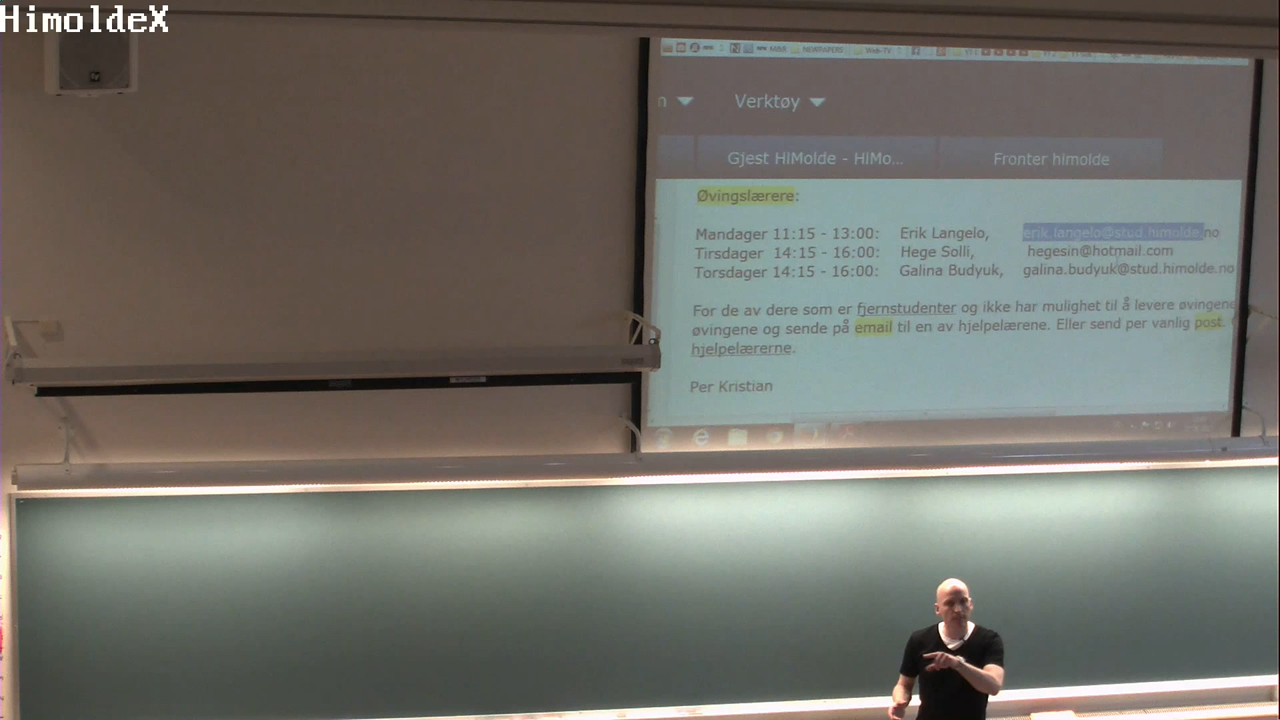 HimoldeX
NEWSPAPERS Web-TV
n Verktøy
Gjest HiMolde - HiMo... Fronter himolde
Øvingslærere:
Mandager 11:15 - 13:00: Erik Langelo, erik.langelo@stud.himolde.no
Tirsdager 14:15 - 16:00: Hege Solli, hegesin@hotmail.com
Torsdager 14:15 - 16:00: Galina Budyuk, galina.budyuk@stud.himolde.no
For de av dere som er fjernstudenter og ikke har mulighet til å levere øvingene
øvingene og sende på email til en av hjelpelærene. Eller send per vanlig post.
hjelpelærerne.
Per Kristian